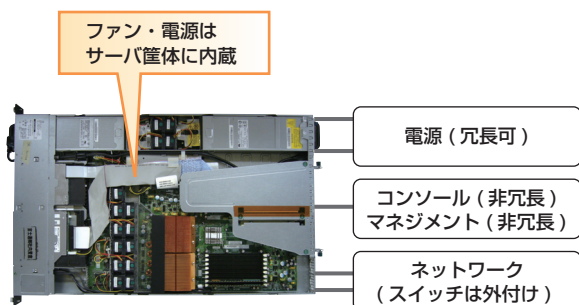 ファン・電源は
サーバ筐体に内蔵
電源 ( 冗長可 )
コンソール ( 非冗長 )
マネジメント ( 非冗長 )
ネットワーク
( スイッチは外付け )